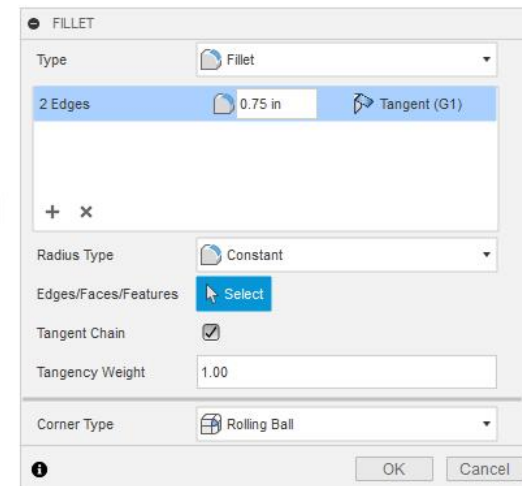 FILLET
Type Fillet
2 Edges 0.75 in Tangent (G1)
Radius Type Constant
Edges/Faces/Features Select
Tangent Chain
Tangency Weight 1.00
Corner Type Rolling Ball
OK Cancel